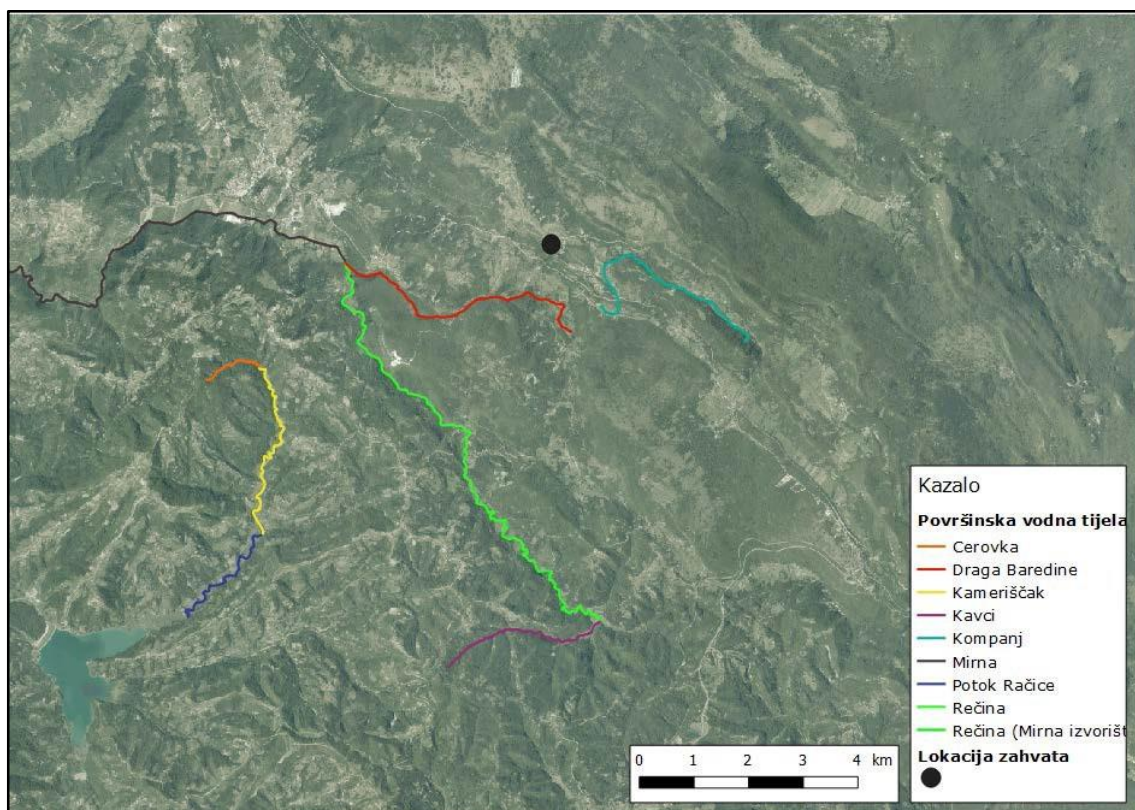 Kazalo
Površinska vodna tijela
Cerovka
Draga Baredine
Kameriščak
Kavci
Kompanj
Mirna
Potok Račice
Rečina
Rečina (Mirna izvorišt
Lokacija zahvata
0 1 2 3 4 km